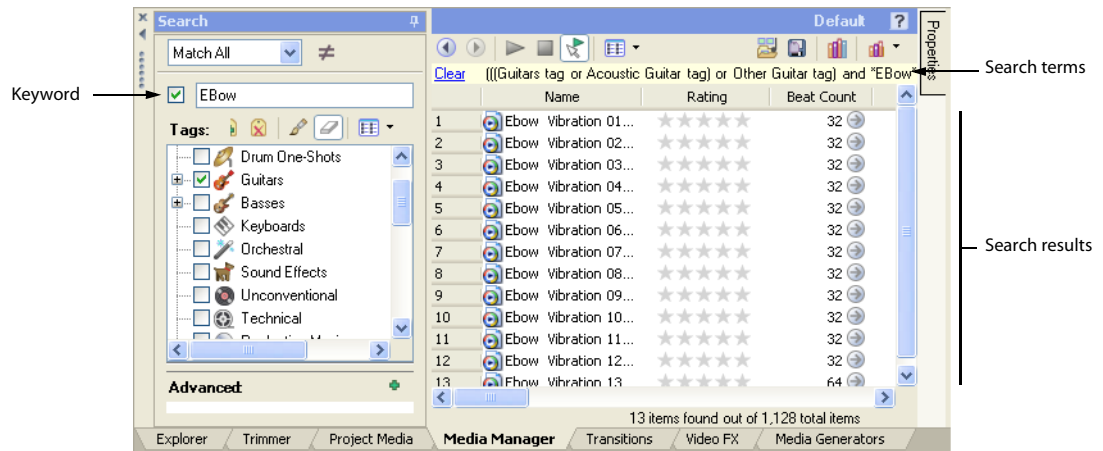 Search
Default
?
Properties
Match All
≠
Clear
(((Guitars tag or Acoustic Guitar tag) or Other Guitar tag) and "EBow"
Search terms
Keyword
EBow
Name Rating Beat Count
Tags:
Drum One-Shots
Guitars
Basses
Keyboards
Orchestral
Sound Effects
Unconventional
Technical
1 Ebow Vibration 01... 32
2 Ebow Vibration 02... 32
3 Ebow Vibration 03... 32
4 Ebow Vibration 04... 32
5 Ebow Vibration 05... 32
6 Ebow Vibration 06... 32
7 Ebow Vibration 07... 32
8 Ebow Vibration 08... 32
9 Ebow Vibration 09... 32
10 Ebow Vibration 10... 32
11 Ebow Vibration 11... 32
12 Ebow Vibration 12... 32
13 Ebow Vibration 13 64
Search results
Advanced
13 items found out of 1,128 total items
Explorer Trimmer Project Media Media Manager Transitions Video FX Media Generators